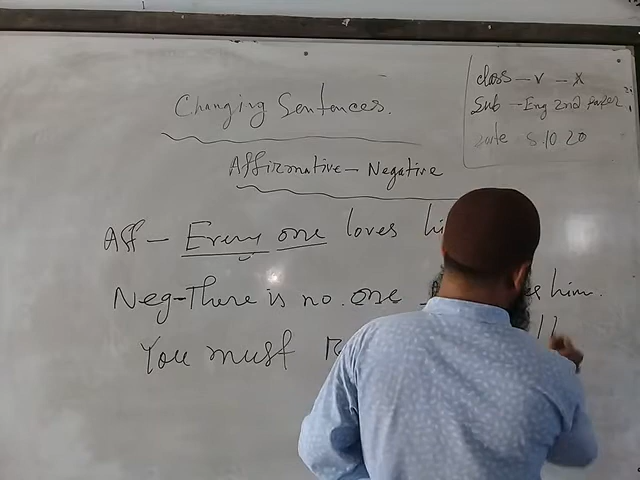 class - V - X
Sub - Eng 2nd Paper
Date 5.10.20
Changing Sentences.
Affirmative - Negative
Aff - Every one loves
Neg - There is no one him.
You must